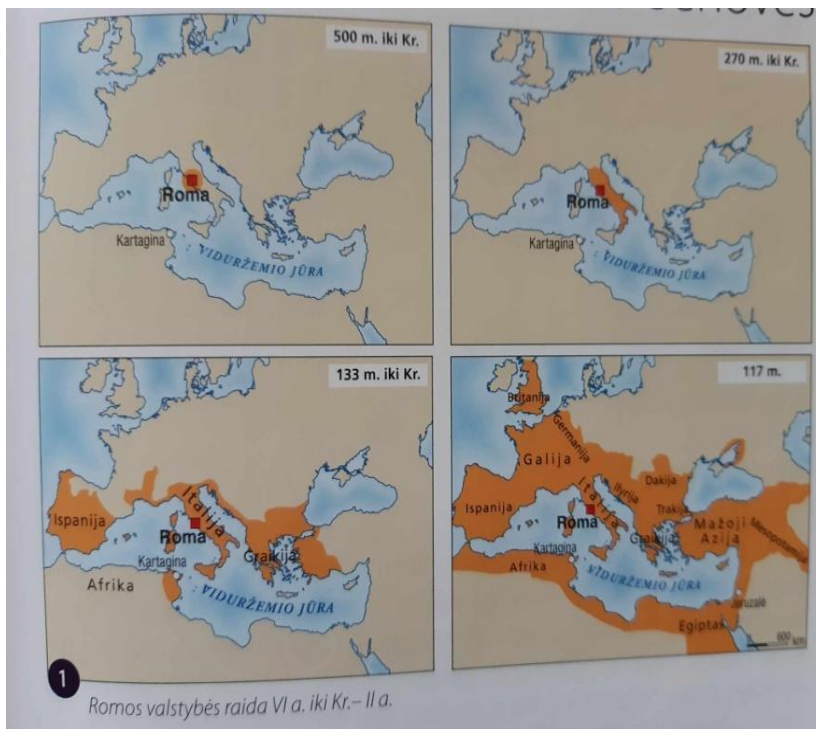 500 m. iki Kr.
Roma
Kartagina
VIDURŽEMIO JŪRA
270 m. iki Kr.
Roma
Kartagina
VIDURŽEMIO JŪRA
133 m. iki Kr.
Ispanija
Italija
Roma
Graikija
Kartagina
Afrika
VIDURŽEMIO JŪRA
117 m.
Britanija
Germanija
Galija
Dakija
Ilyrija
Italija
Ispanija
Trakija
Roma
Mažoji
Azija
Mesopotamija
Graikija
Kartagina
Afrika
VIDURŽEMIO JŪRA
Jeruzalė
Egiptas
600 km
1
Romos valstybės raida VI a. iki Kr.– II a.